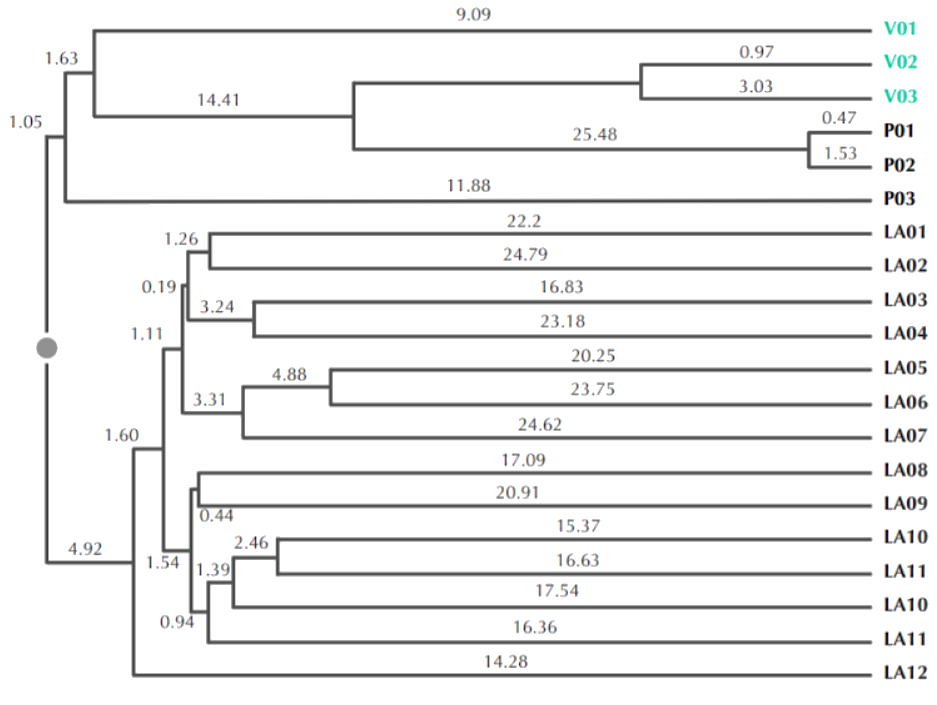 9.09
V01
1.63
0.97
V02
14.41
3.03
V03
1.05
0.47
P01
25.48
1.53
P02
11.88
P03
22.2
LA01
1.26
24.79
LA02
0.19
16.83
LA03
3.24
23.18
LA04
1.11
20.25
LA05
4.88
23.75
LA06
3.31
24.62
LA07
1.60
17.09
LA08
20.91
LA09
0.44
15.37
LA10
2.46
4.92
1.54
1.39
16.63
LA11
17.54
LA10
0.94
16.36
LA11
14.28
LA12